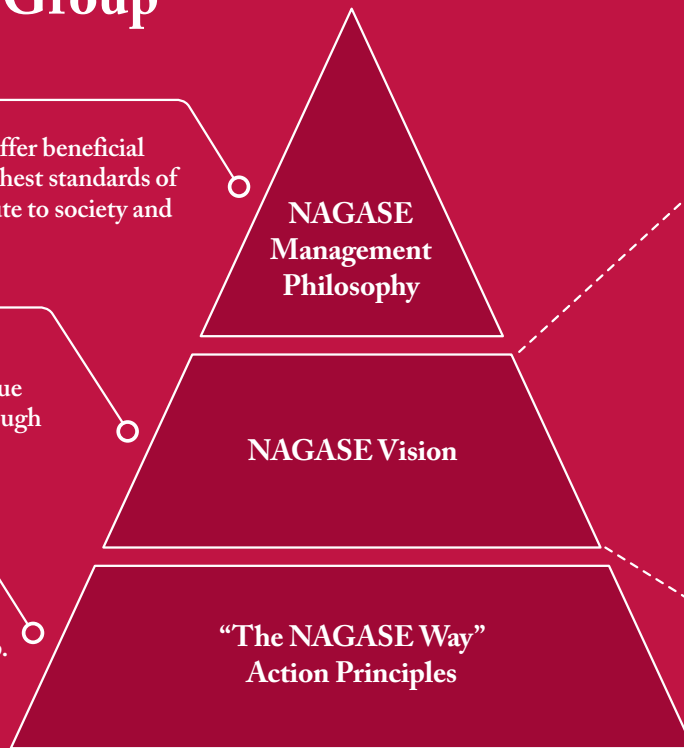 Group
ffer beneficial
hest standards of
te to society and
NAGASE
Management
Philosophy
ue
ugh
NAGASE Vision
“The NAGASE Way”
Action Principles